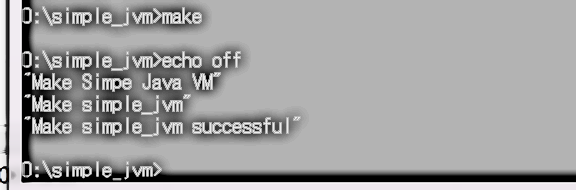 O:\simple_jvm>make
O:\simple_jvm>echo off
"Make Simpe Java VM"
"Make simple_jvm"
"Make simple_jvm successful"
O:\simple_jvm>